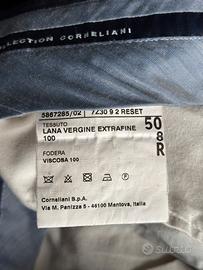 COLLECTION CORNELIANI
5867285/02 7Z30 9 2 RESET
TESSUTO
LANA VERGINE EXTRAFINE
100
50
8
R
FODERA
VISCOSA 100
Corneliani S.p.A.
Via M. Panizza 5 - 46100 Mantova, Italia
Subito